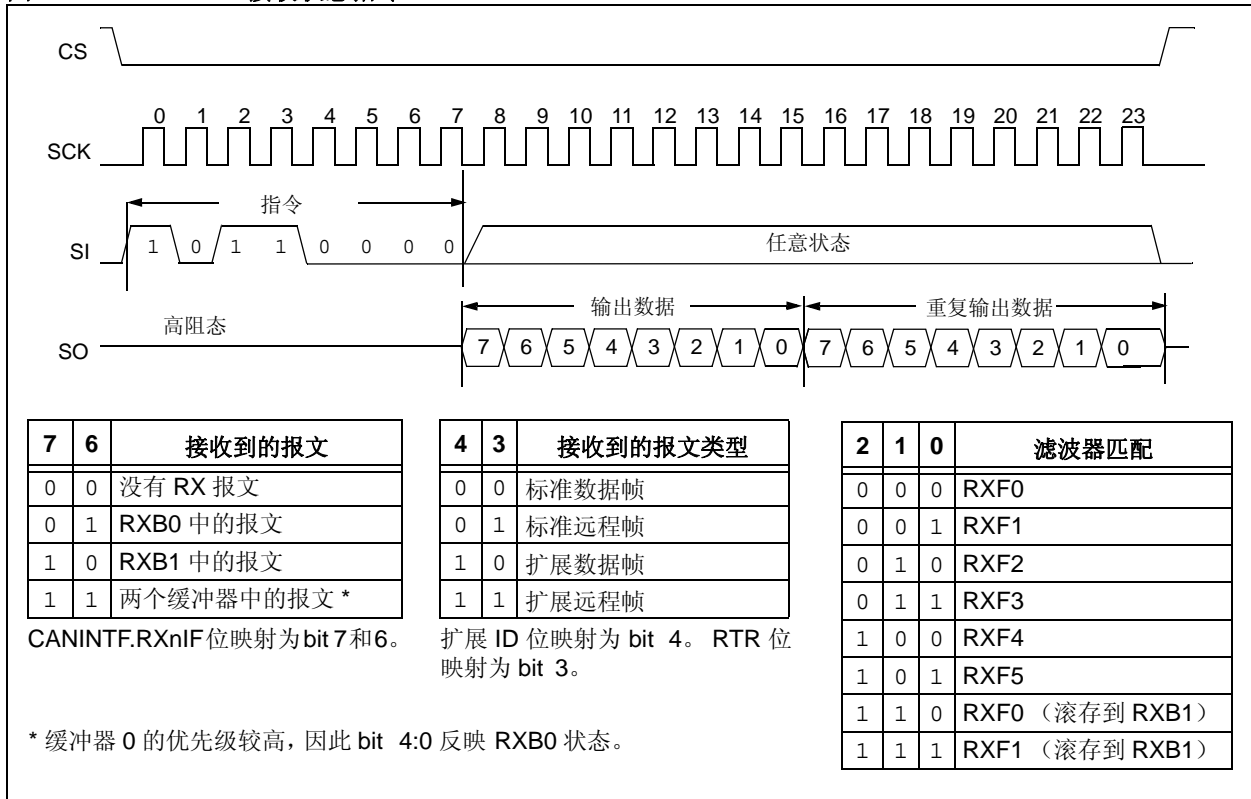 CS
0 1 2 3 4 5 6 7 8 9 10 11 12 13 14 15 16 17 18 19 20 21 22 23
SCK
指令
SI 1 0 1 1 0 0 0 0 任意状态
输出数据 重复输出数据
高阻态
SO 7 6 5 4 3 2 1 0 7 6 5 4 3 2 1 0
7 6 接收到的报文
0 0 没有 RX 报文
0 1 RXB0 中的报文
1 0 RXB1 中的报文
1 1 两个缓冲器中的报文 *
CANINTF.RXnIF位映射为bit 7和6。
4 3 接收到的报文类型
0 0 标准数据帧
0 1 标准远程帧
1 0 扩展数据帧
1 1 扩展远程帧
扩展 ID 位映射为 bit 4。 RTR 位
映射为 bit 3。
2 1 0 滤波器匹配
0 0 0 RXF0
0 0 1 RXF1
0 1 0 RXF2
0 1 1 RXF3
1 0 0 RXF4
1 0 1 RXF5
1 1 0 RXF0 （滚存到 RXB1）
1 1 1 RXF1 （滚存到 RXB1）
* 缓冲器 0 的优先级较高，因此 bit 4:0 反映 RXB0 状态。